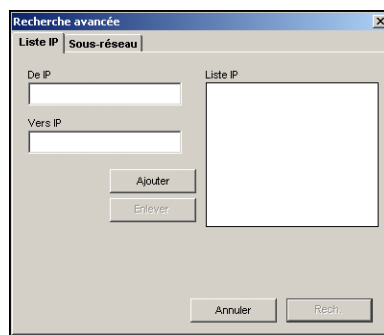 Recherche avancée
Liste IP Sous-réseau
De IP Liste IP
Vers IP
Ajouter
Enlever
Annuler Rech.